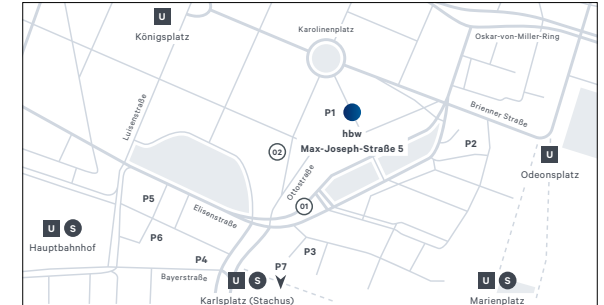 U
Königsplatz
Karolinenplatz
Oskar-von-Miller-Ring
Luisenstraße
P1
hbw
Max-Joseph-Straße 5
Brienner Straße
02
P2
U
Odeonsplatz
Ottostraße
P5
01
Elisenstraße
U S
Hauptbahnhof
P6
P3
P4
P7
Bayerstraße
U S
Karlsplatz (Stachus)
U S
Marienplatz